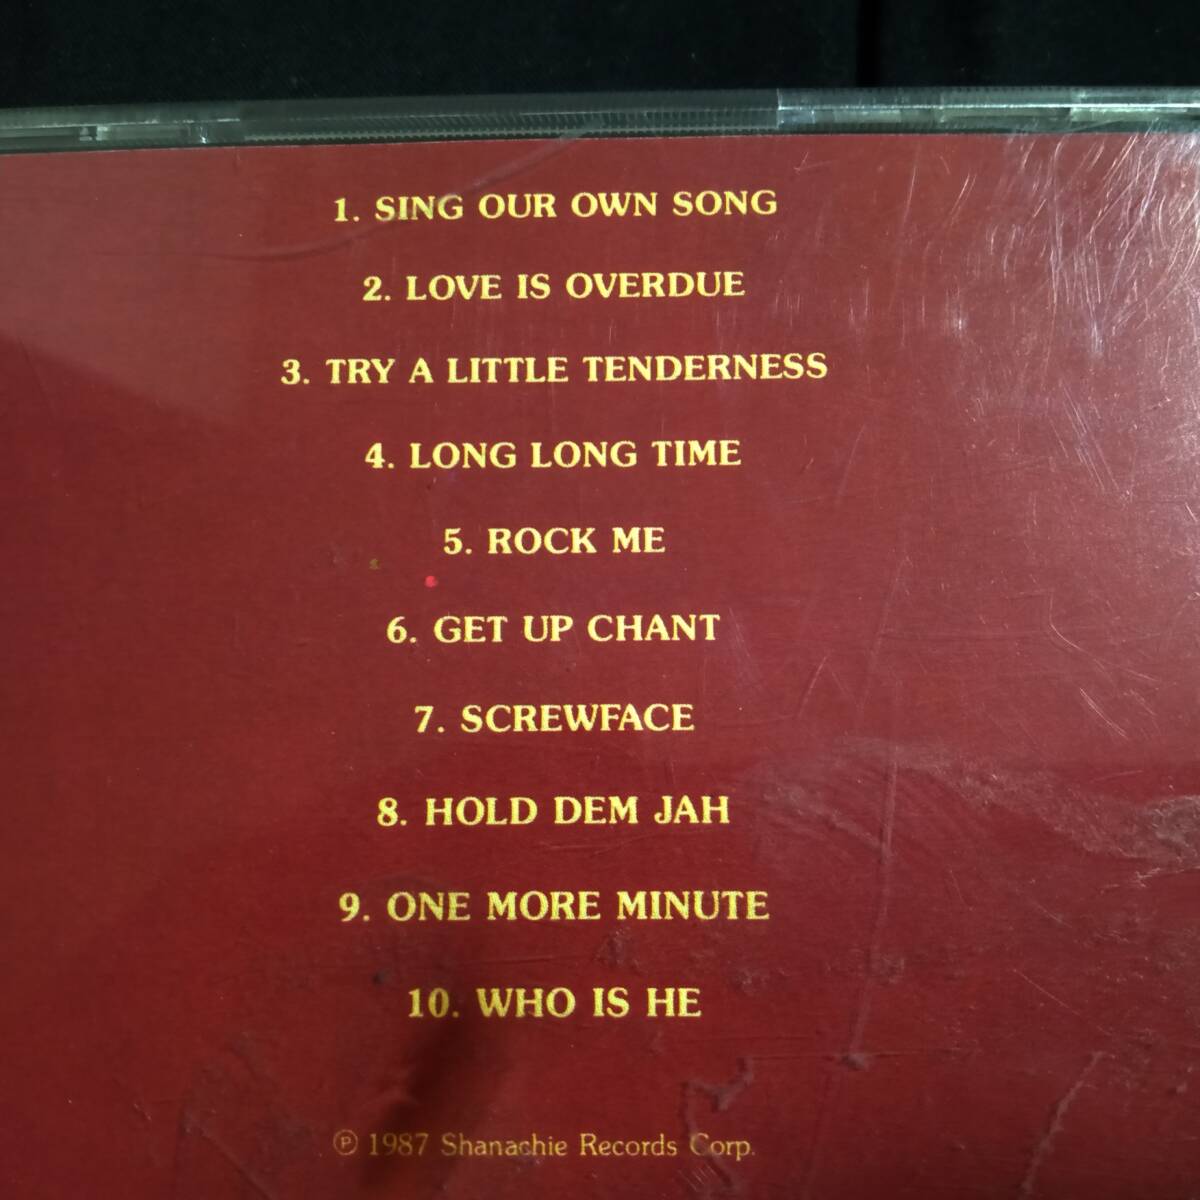 1. SING OUR OWN SONG
2. LOVE IS OVERDUE
3. TRY A LITTLE TENDERNESS
4. LONG LONG TIME
5. ROCK ME
6. GET UP CHANT
7. SCREWFACE
8. HOLD DEM JAH
9. ONE MORE MINUTE
10. WHO IS HE
℗ 1987 Shanachie Records Corp.